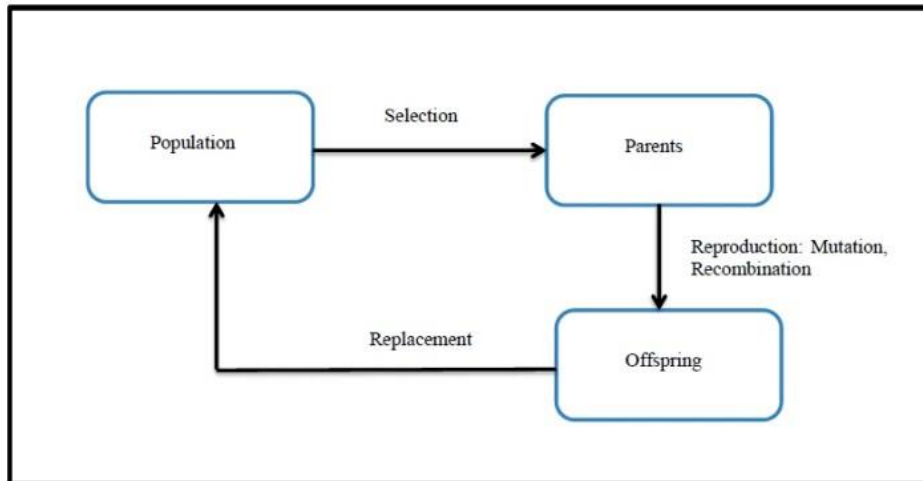 Selection
Population
Parents
Reproduction: Mutation,
Recombination
Replacement
Offspring